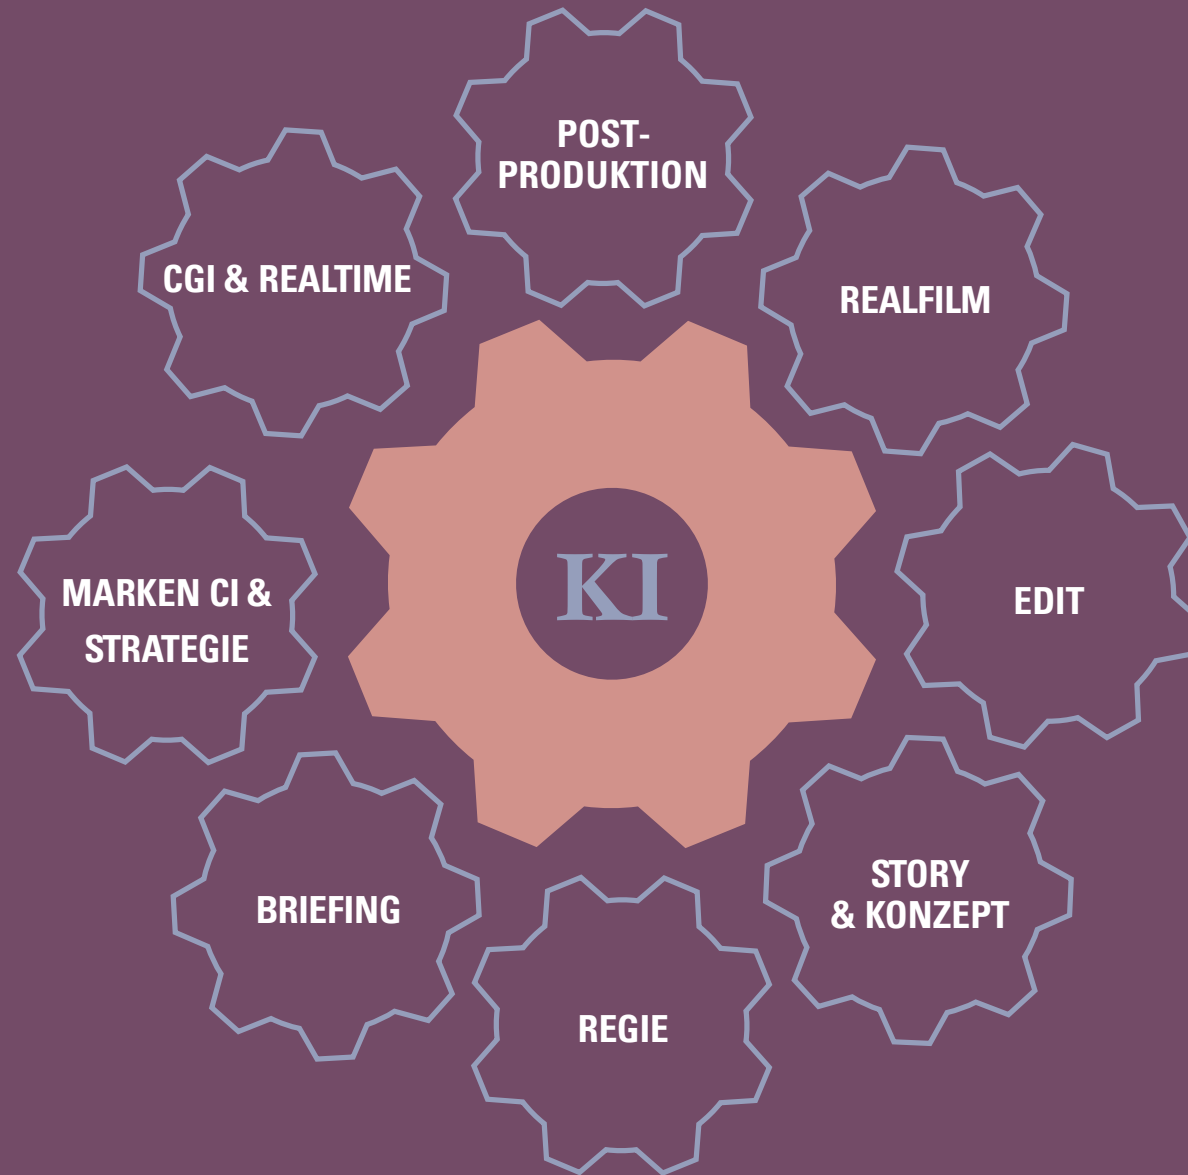 POST-
PRODUKTION
CGI & REALTIME
REALFILM
KI
MARKEN CI &
STRATEGIE
EDIT
BRIEFING
STORY
& KONZEPT
REGIE